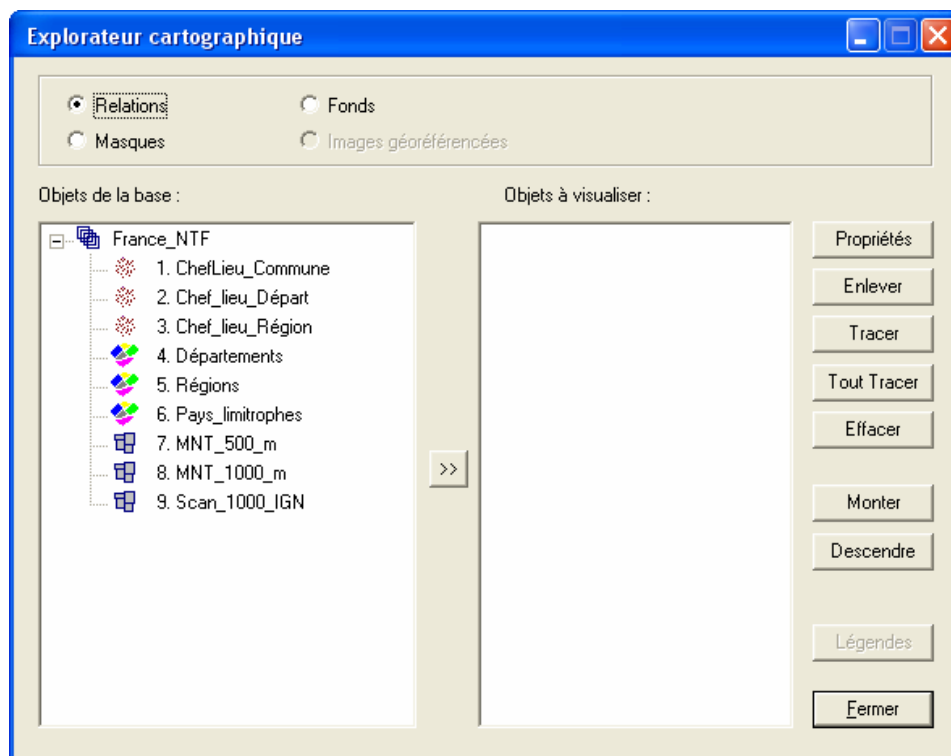 Explorateur cartographique
Relations
Fonds
Masques
Images géoréférencées
Objets de la base :
Objets à visualiser :
France_NTF
1. ChefLieu_Commune
2. Chef_lieu_Départ
3. Chef_lieu_Région
4. Départements
5. Régions
6. Pays_limitrophes
7. MNT_500_m
8. MNT_1000_m
9. Scan_1000_IGN
>>
Propriétés
Enlever
Tracer
Tout Tracer
Effacer
Monter
Descendre
Légendes
Fermer